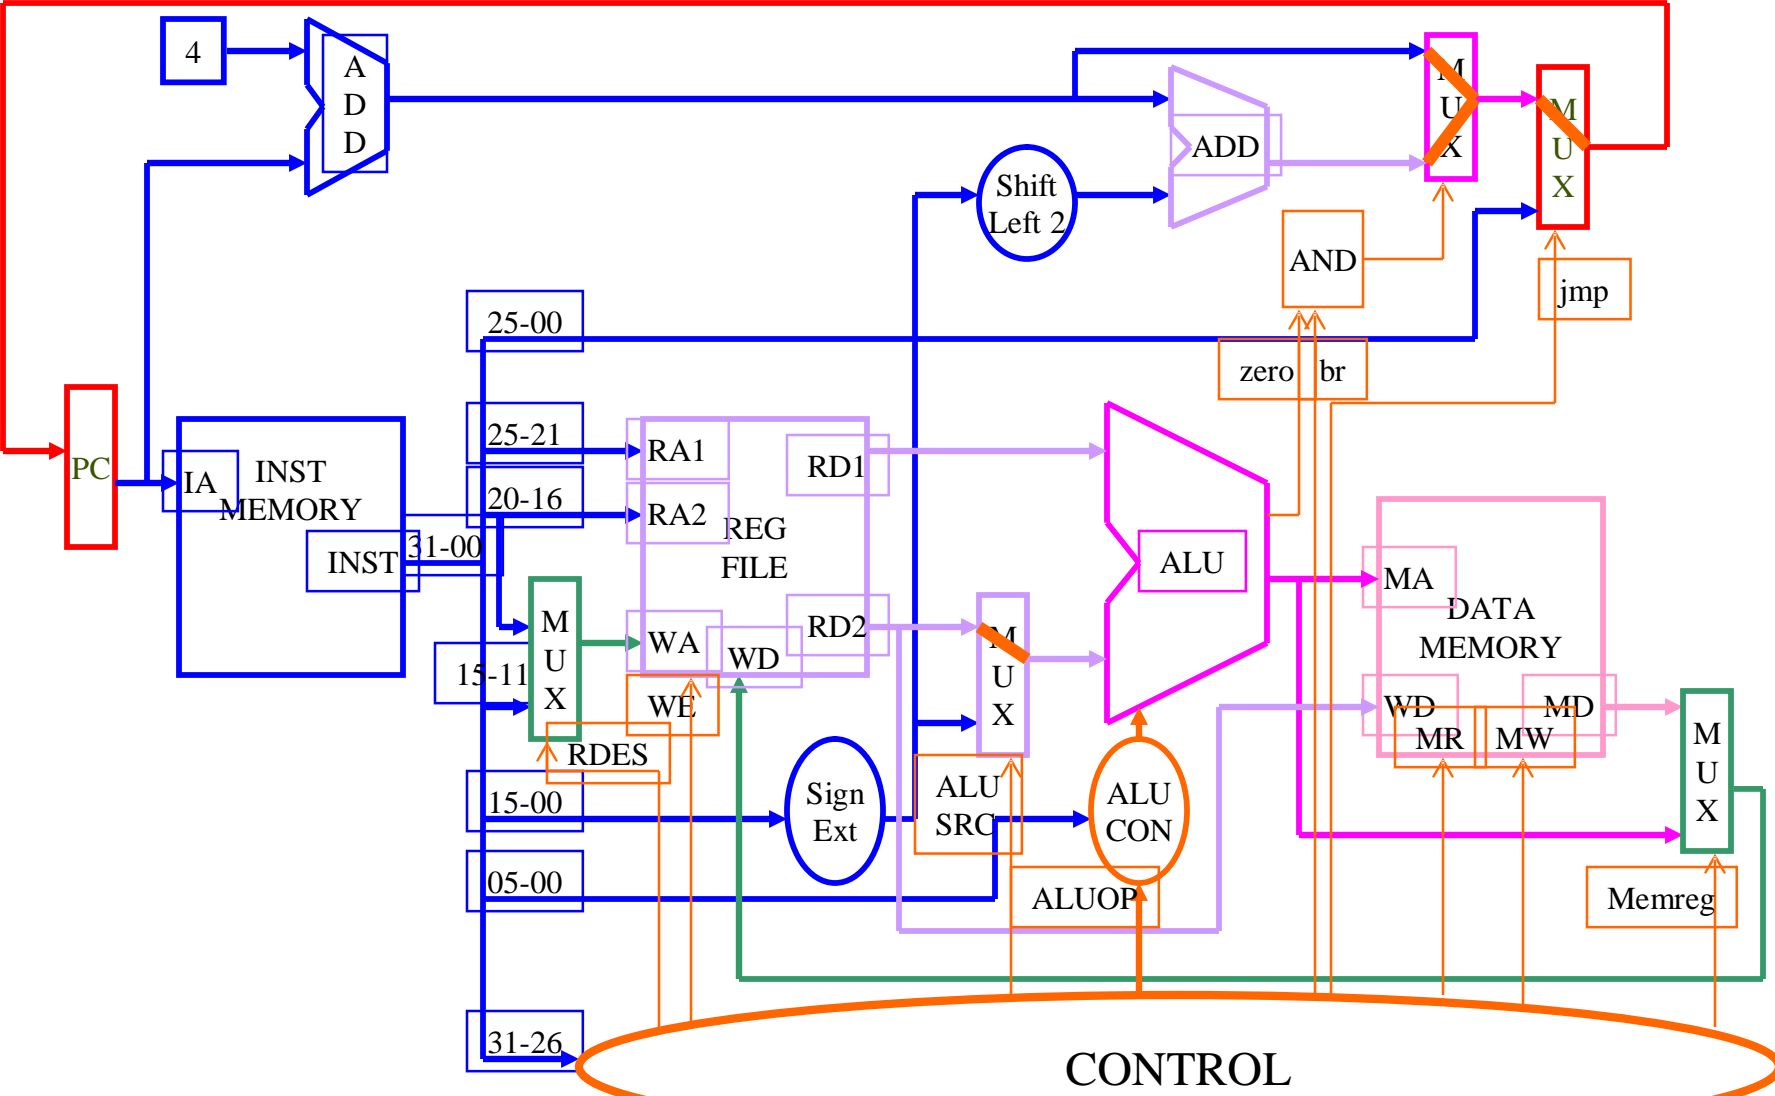 4
A
D
D
M
U
X
M
U
X
ADD
Shift
Left 2
AND
jmp
25-00
zero
br
25-21
RA1
RD1
PC
IA
INST
MEMORY
20-16
RA2
REG
FILE
INST
31-00
ALU
MA
DATA
MEMORY
M
U
X
WA
WD
RD2
M
U
X
15-11
WE
WD
MD
MR
MW
RDES
M
U
X
15-00
Sign
Ext
ALU
SRC
ALU
CON
05-00
ALUOP
Memreg
31-26
CONTROL